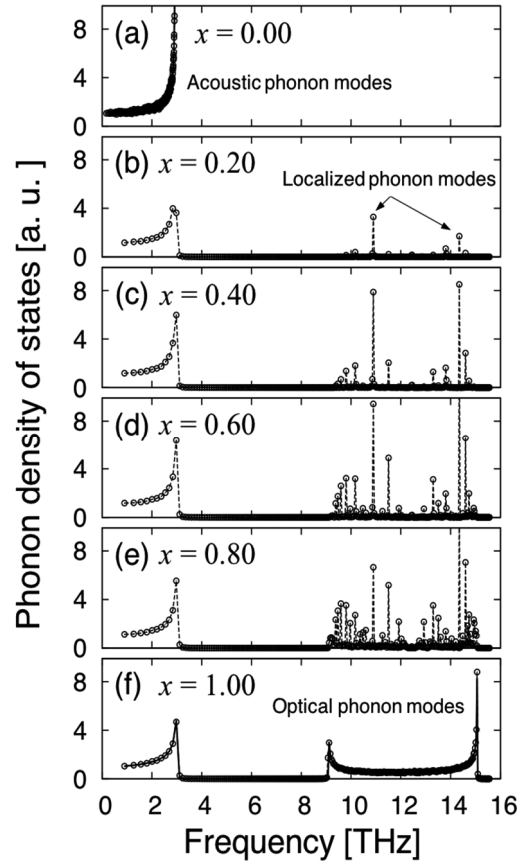 (a) x = 0.00
Acoustic phonon modes
8
4
0
(b) x = 0.20
Localized phonon modes
8
4
0
(c) x = 0.40
8
4
0
(d) x = 0.60
8
4
0
(e) x = 0.80
8
4
0
(f) x = 1.00
Optical phonon modes
8
4
0
0 2 4 6 8 10 12 14 16
Frequency [THz]
Phonon density of states [a. u.]